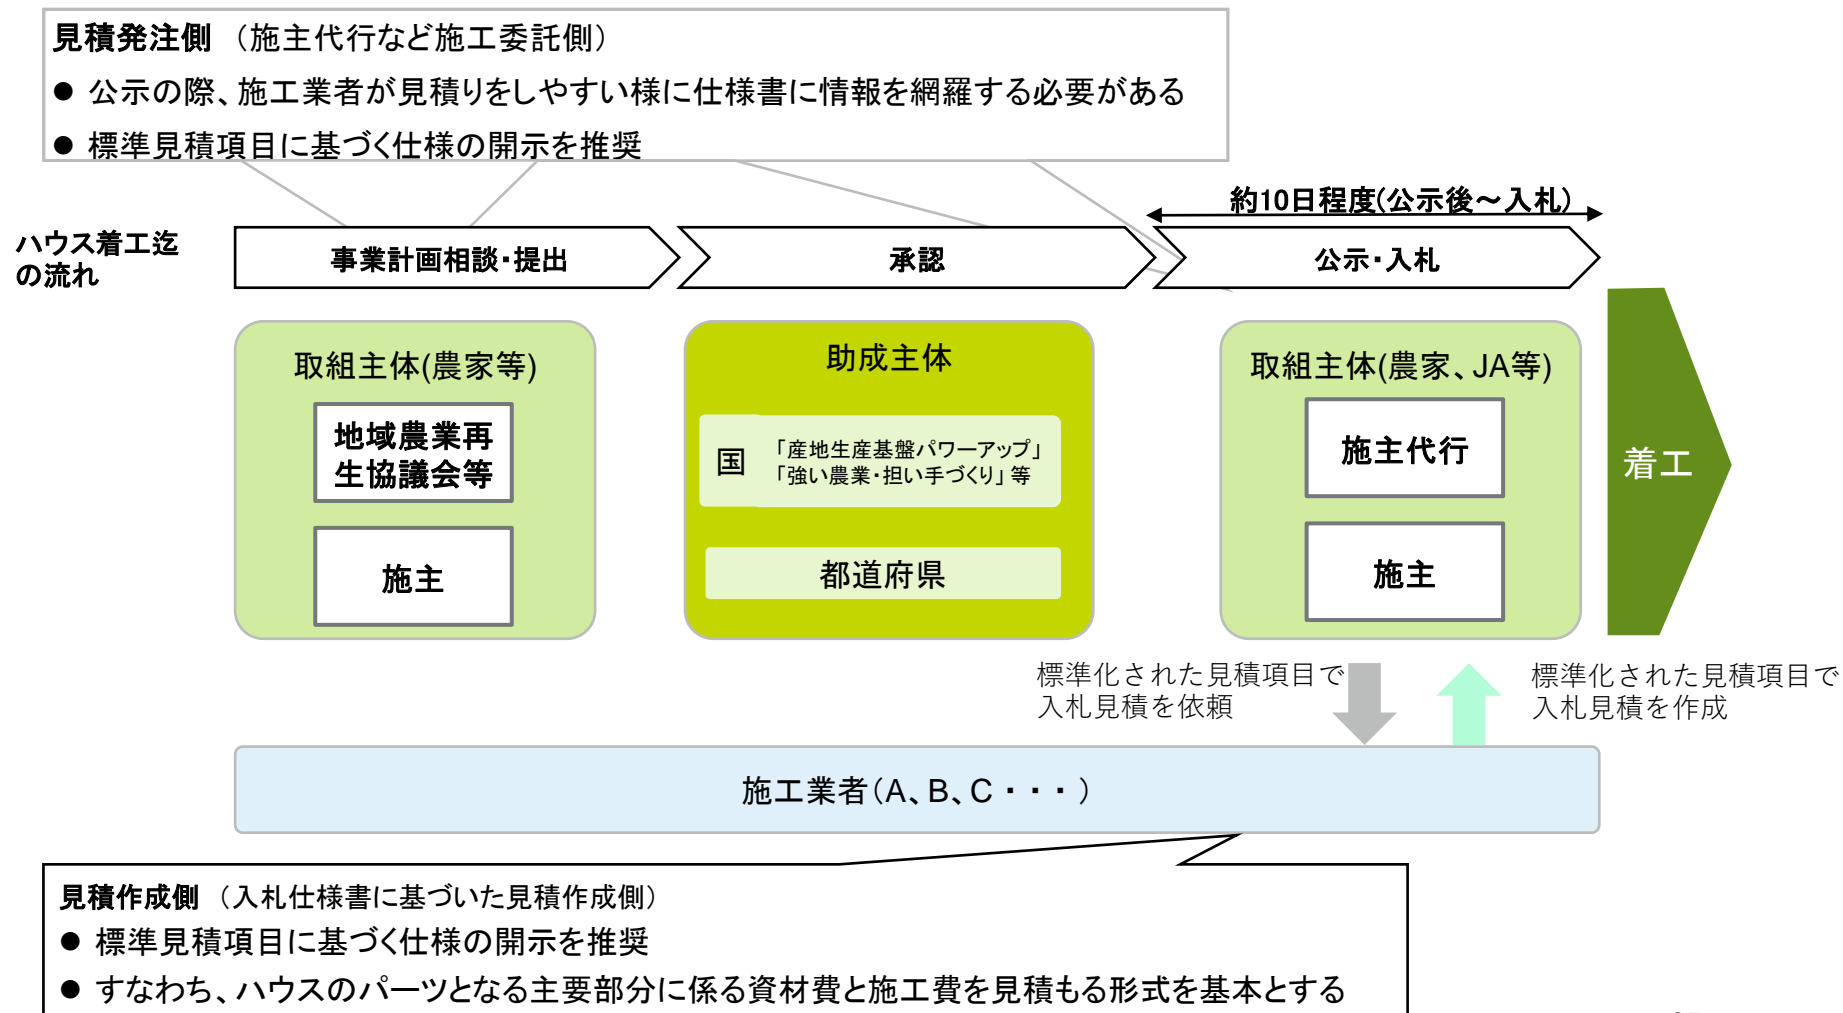 見積発注側 （施主代行など施工委託側）
● 公示の際、施工業者が見積りをしやすい様に仕様書に情報を網羅する必要がある
● 標準見積項目に基づく仕様の開示を推奨
約10日程度(公示後～入札)
ハウス着工迄
の流れ
事業計画相談・提出
承認
公示・入札
取組主体(農家等)
地域農業再
生協議会等
施主
助成主体
国
「産地生産基盤パワーアップ」
「強い農業・担い手づくり」等
都道府県
取組主体(農家、JA等)
施主代行
施主
着工
標準化された見積項目で
入札見積を依頼
標準化された見積項目で
入札見積を作成
施工業者（A、B、C・・・）
見積作成側 （入札仕様書に基づいた見積作成側）
● 標準見積項目に基づく仕様の開示を推奨
● すなわち、ハウスのパーツとなる主要部分に係る資材費と施工費を見積もる形式を基本とする